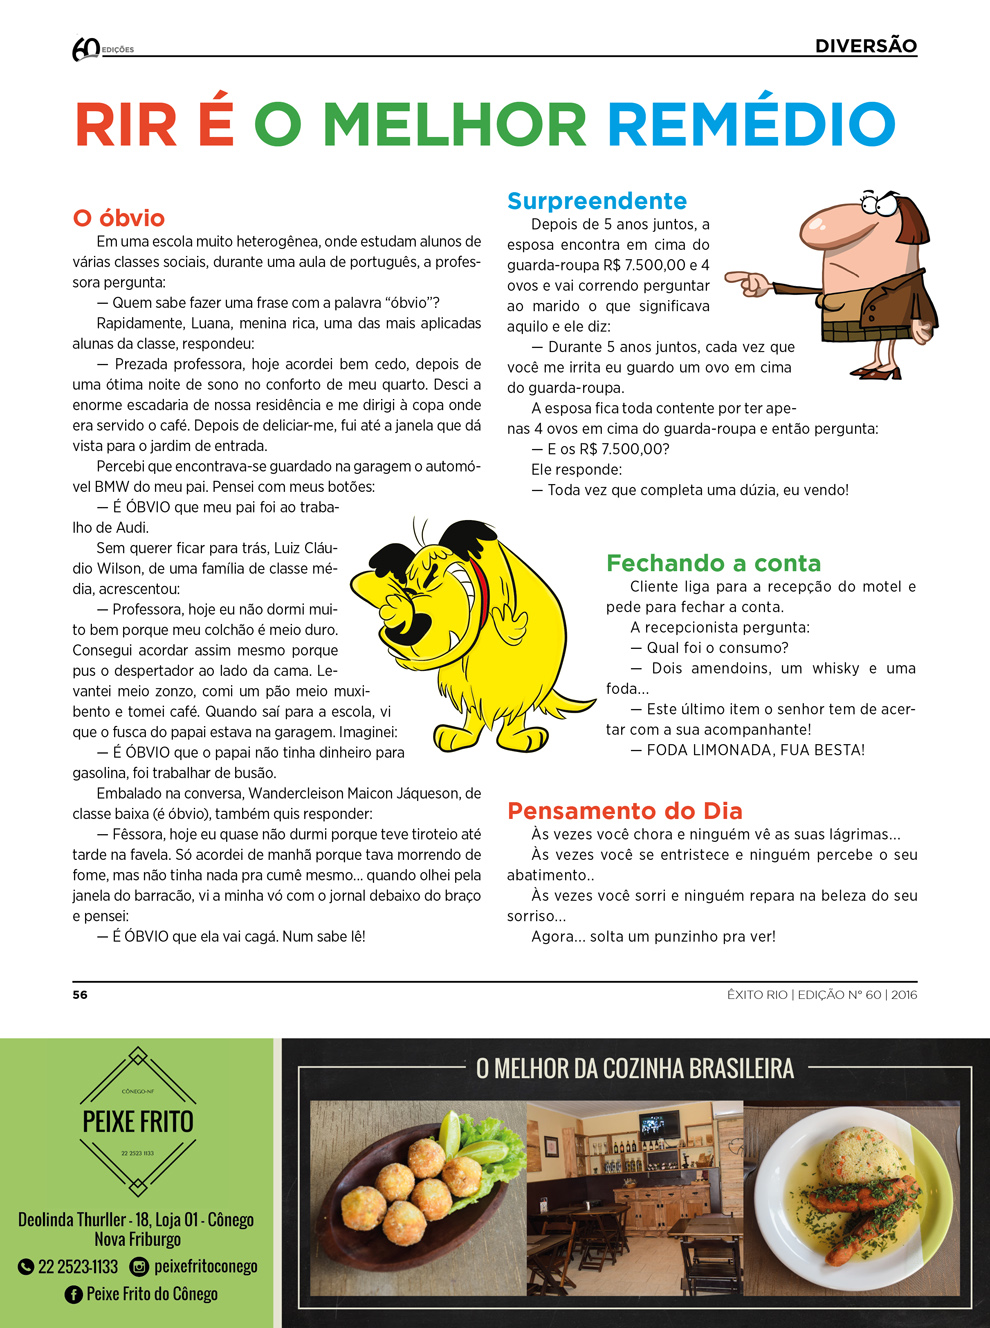 60 EDIÇÕES
DIVERSÃO
RIR É O MELHOR REMÉDIO
O óbvio
Em uma escola muito heterogênea, onde estudam alunos de
várias classes sociais, durante uma aula de português, a profes-
sora pergunta:
— Quem sabe fazer uma frase com a palavra “óbvio”?
Rapidamente, Luana, menina rica, uma das mais aplicadas
alunas da classe, respondeu:
— Prezada professora, hoje acordei bem cedo, depois de
uma ótima noite de sono no conforto de meu quarto. Desci a
enorme escadaria de nossa residência e me dirigi à copa onde
era servido o café. Depois de deliciar-me, fui até a janela que dá
vista para o jardim de entrada.
Percebi que encontrava-se guardado na garagem o automó-
vel BMW do meu pai. Pensei com meus botões:
— É ÓBVIO que meu pai foi ao traba-
lho de Audi.
Sem querer ficar para trás, Luiz Cláu-
dio Wilson, de uma família de classe mé-
dia, acrescentou:
— Professora, hoje eu não dormi mui-
to bem porque meu colchão é meio duro.
Consegui acordar assim mesmo porque
pus o despertador ao lado da cama. Le-
vantei meio zonzo, comi um pão meio muxi-
bento e tomei café. Quando saí para a escola, vi
que o fusca do papai estava na garagem. Imaginei:
— É ÓBVIO que o papai não tinha dinheiro para
gasolina, foi trabalhar de busão.
Embalado na conversa, Wandercleison Maicon Jáqueson, de
classe baixa (é óbvio), também quis responder:
— Fêssora, hoje eu quase não durmi porque teve tiroteio até
tarde na favela. Só acordei de manhã porque tava morrendo de
fome, mas não tinha nada pra cumê mesmo... quando olhei pela
janela do barracão, vi a minha vó com o jornal debaixo do braço
e pensei:
— É ÓBVIO que ela vai cagá. Num sabe lê!
Surpreendente
Depois de 5 anos juntos, a
esposa encontra em cima do
guarda-roupa R$ 7.500,00 e 4
ovos e vai correndo perguntar
ao marido o que significava
aquilo e ele diz:
— Durante 5 anos juntos, cada vez que
você me irrita eu guardo um ovo em cima
do guarda-roupa.
A esposa fica toda contente por ter ape-
nas 4 ovos em cima do guarda-roupa e então pergunta:
— E os R$ 7.500,00?
Ele responde:
— Toda vez que completa uma dúzia, eu vendo!
Fechando a conta
Cliente liga para a recepção do motel e
pede para fechar a conta.
A recepcionista pergunta:
— Qual foi o consumo?
— Dois amendoins, um whisky e uma
foda...
— Este último item o senhor tem de acer-
tar com a sua acompanhante!
— FODA LIMONADA, FUA BESTA!
Pensamento do Dia
Às vezes você chora e ninguém vê as suas lágrimas...
Às vezes você se entristece e ninguém percebe o seu
abatimento..
Às vezes você sorri e ninguém repara na beleza do seu
sorriso...
Agora... solta um punzinho pra ver!
56
ÊXITO RIO | EDIÇÃO Nº 60 | 2016
CÔNEGO-NF
PEIXE FRITO
22 2523 1133
Deolinda Thurller - 18, Loja 01 - Cônego
Nova Friburgo
22 2523-1133 peixefritoconego
Peixe Frito do Cônego
O MELHOR DA COZINHA BRASILEIRA